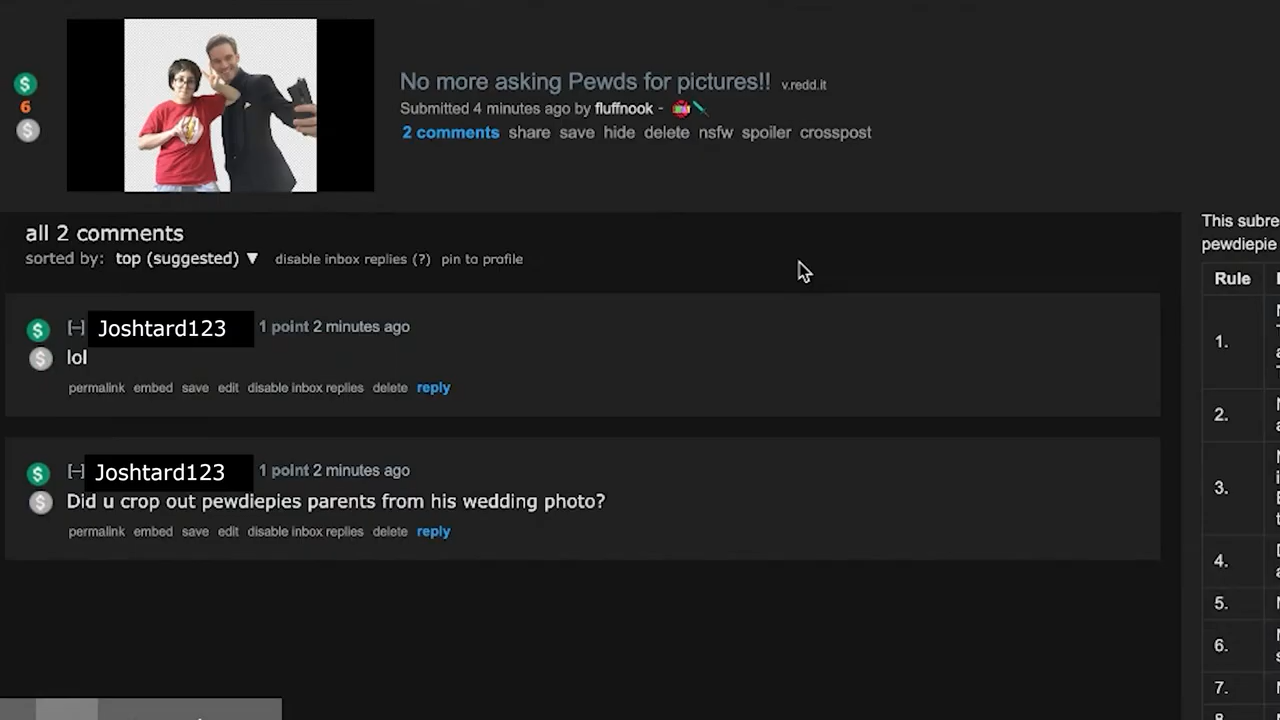 No more asking Pewds for pictures!! v.redd.it
6
Submitted 4 minutes ago by fluffnook -
2 comments share save hide delete nsfw spoiler crosspost
all 2 comments
sorted by: top (suggested) ▼ disable inbox replies (?) pin to profile
[–] Joshtard123 1 point 2 minutes ago
lol
permalink embed save edit disable inbox replies delete reply
[–] Joshtard123 1 point 2 minutes ago
Did u crop out pewdiepies parents from his wedding photo?
permalink embed save edit disable inbox replies delete reply
This subre
pewdiepie
Rule
1.
2.
3.
4.
5.
6.
7.